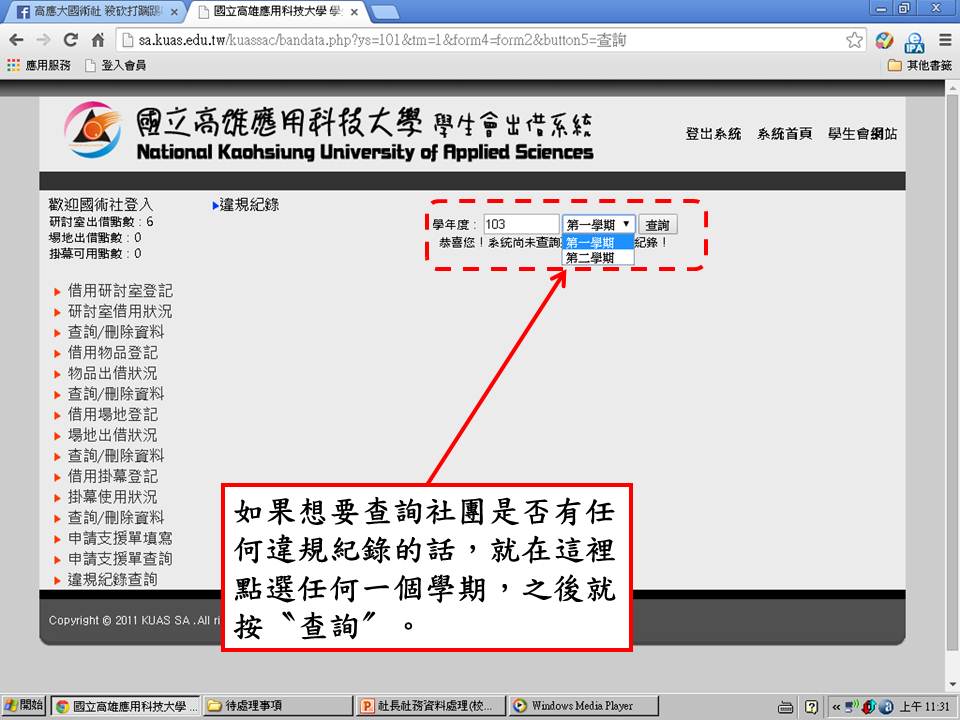 高應大國術社 殺砍打踢跟
國立高雄應用科技大學 學
sa.kuas.edu.tw/kuassac/bandata.php?ys=101&tm=1&form4=form2&button5=查詢
應用服務 登入會員 其他書籤
國立高雄應用科技大學 學生會出借系統
National Kaohsiung University of Applied Sciences
登出系統 系統首頁 學生會網站
歡迎國術社登入
研討室出借點數：6
場地出借點數：0
掛幕可用點數：0
違規紀錄
學年度： 103 第一學期 查詢
恭喜您！系統尚未查詢 第一學期 紀錄！
第二學期
借用研討室登記
研討室借用狀況
查詢/刪除資料
借用物品登記
物品出借狀況
查詢/刪除資料
借用場地登記
場地出借狀況
查詢/刪除資料
借用掛幕登記
掛幕使用狀況
查詢/刪除資料
申請支援單填寫
申請支援單查詢
違規紀錄查詢
如果想要查詢社團是否有任
何違規紀錄的話，就在這裡
點選任何一個學期，之後就
按〝查詢〞。
Copyright © 2011 KUAS SA .All ri
開始 國立高雄應用科技大學 ... 待處理事項 社長社務資料處理(校... Windows Media Player 上午 11:31